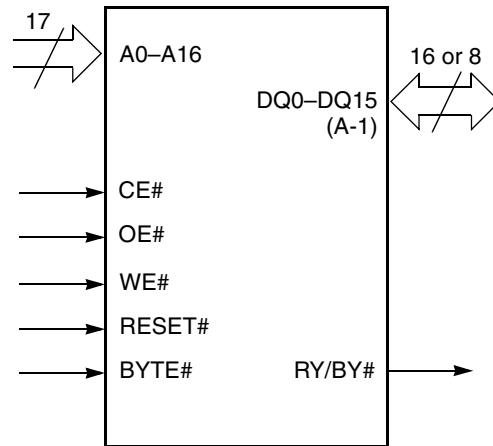 17
A0–A16
16 or 8
DQ0–DQ15
(A-1)
CE#
OE#
WE#
RESET#
BYTE#
RY/BY#